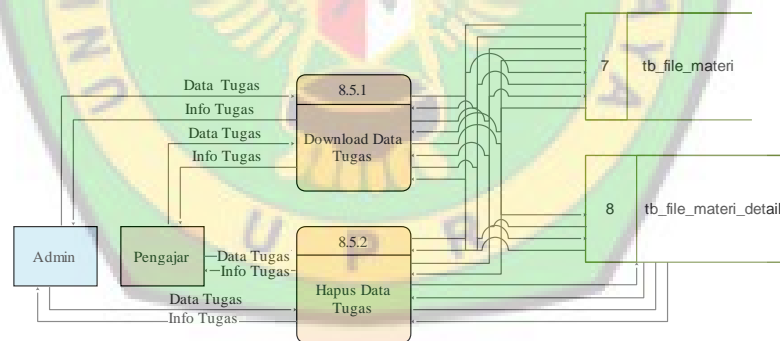 7 tb_file_materi
Data Tugas
8.5.1
Info Tugas
Data Tugas
Download Data
Tugas
Info Tugas
8 tb_file_materi_detail
8.5.2
Admin
Pengajar
Data Tugas
Info Tugas
Hapus Data
Tugas
Data Tugas
Info Tugas
U P R
U N
A Y A